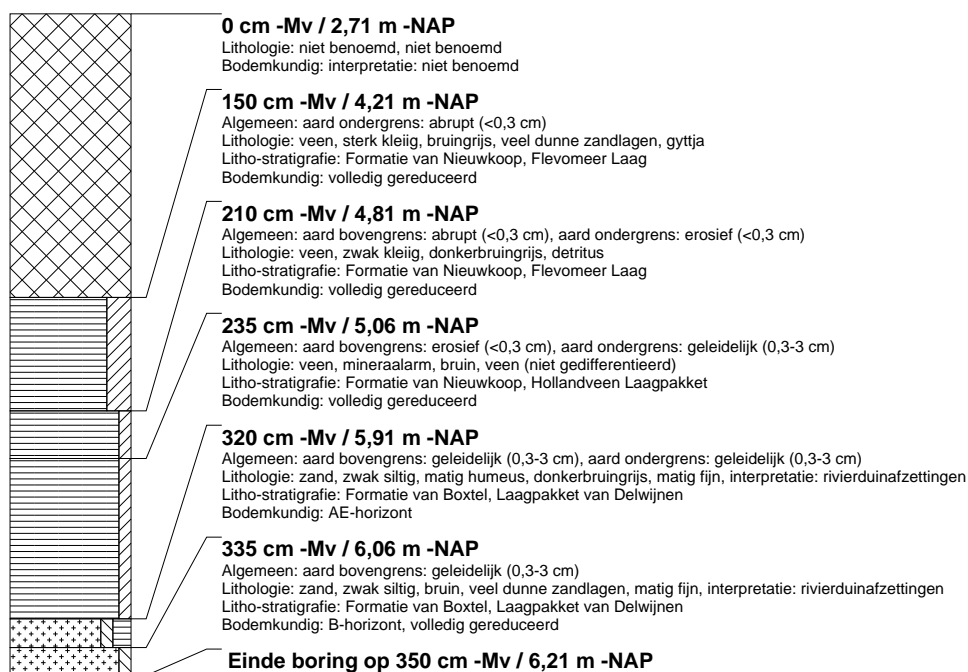 0 cm -Mv / 2,71 m -NAP
Lithologie: niet benoemd, niet benoemd
Bodemkundig: interpretatie: niet benoemd
150 cm -Mv / 4,21 m -NAP
Algemeen: aard ondergrens: abrupt (<0,3 cm)
Lithologie: veen, sterk kleiig, bruingrijs, veel dunne zandlagen, gyttja
Litho-stratigrafie: Formatie van Nieuwkoop, Flevomeer Laag
Bodemkundig: volledig gereduceerd
210 cm -Mv / 4,81 m -NAP
Algemeen: aard bovengrens: abrupt (<0,3 cm), aard ondergrens: erosief (<0,3 cm)
Lithologie: veen, zwak kleiig, donkerbruingrijs, detritus
Litho-stratigrafie: Formatie van Nieuwkoop, Flevomeer Laag
Bodemkundig: volledig gereduceerd
235 cm -Mv / 5,06 m -NAP
Algemeen: aard bovengrens: erosief (<0,3 cm), aard ondergrens: geleidelijk (0,3-3 cm)
Lithologie: veen, mineraalarm, bruin, veen (niet gedifferentieerd)
Litho-stratigrafie: Formatie van Nieuwkoop, Hollandveen Laagpakket
Bodemkundig: volledig gereduceerd
320 cm -Mv / 5,91 m -NAP
Algemeen: aard bovengrens: geleidelijk (0,3-3 cm), aard ondergrens: geleidelijk (0,3-3 cm)
Lithologie: zand, zwak siltig, matig humeus, donkerbruingrijs, matig fijn, interpretatie: rivierduinafzettingen
Litho-stratigrafie: Formatie van Boxtel, Laagpakket van Delwijnen
Bodemkundig: AE-horizont
335 cm -Mv / 6,06 m -NAP
Algemeen: aard bovengrens: geleidelijk (0,3-3 cm)
Lithologie: zand, zwak siltig, bruin, veel dunne zandlagen, matig fijn, interpretatie: rivierduinafzettingen
Litho-stratigrafie: Formatie van Boxtel, Laagpakket van Delwijnen
Bodemkundig: B-horizont, volledig gereduceerd
Einde boring op 350 cm -Mv / 6,21 m -NAP